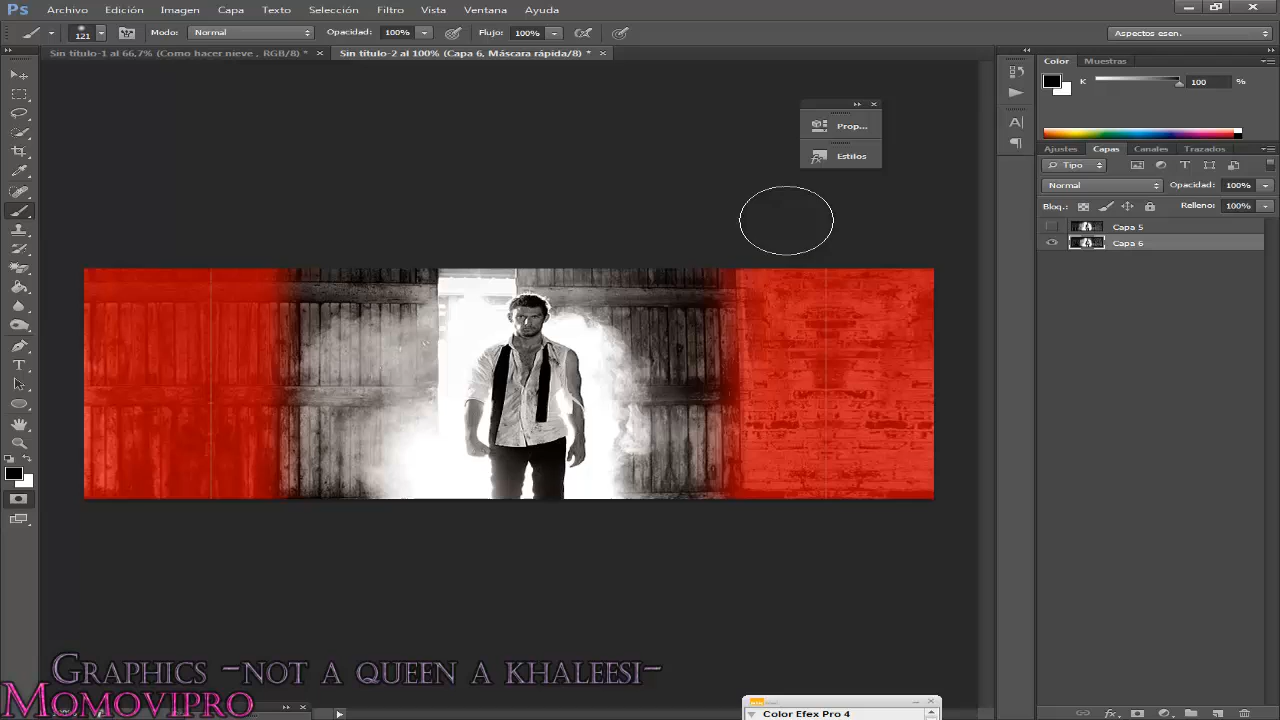 Ps Archivo Edición Imagen Capa Texto Selección Filtro Vista Ventana Ayuda
121 Modo: Normal Opacidad: 100% Flujo: 100% Aspectos esen.
Sin título-1 al 66,7% (Como hacer nieve , RGB/8) * × Sin título-2 al 100% (Capa 6, Máscara rápida/8) * ×
Color Muestras
K 100 %
Prop...
Estilos
Ajustes Capas Canales Trazados
Tipo
Normal Opacidad: 100%
Bloq.: Relleno: 100%
Capa 5
Capa 6
Graphics -not a queen a khaleesi-
Momovipro
Color Efex Pro 4